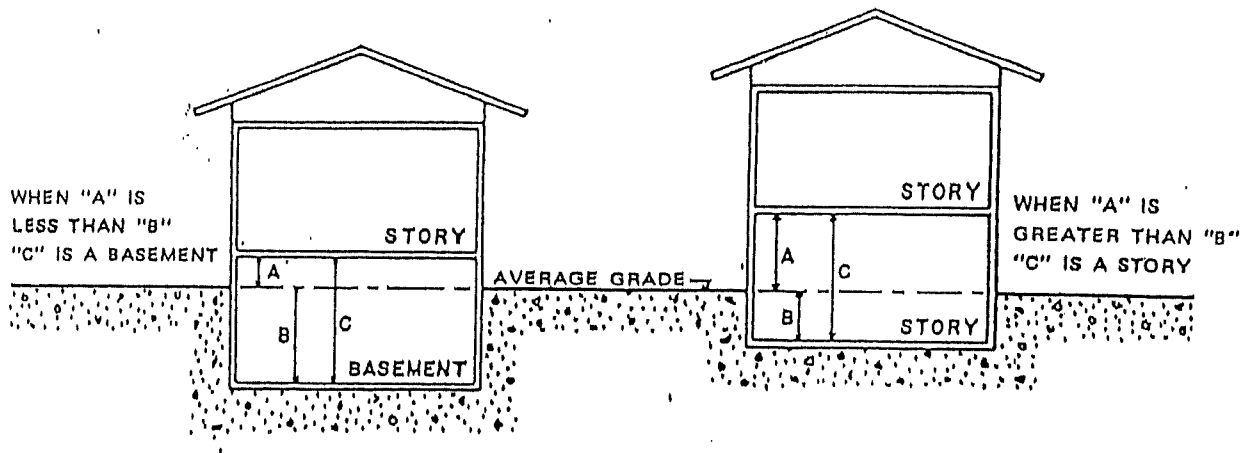 WHEN "A" IS
LESS THAN "B"
"C" IS A BASEMENT
STORY
A
B
C
BASEMENT
AVERAGE GRADE
STORY
A
C
B
STORY
WHEN "A" IS
GREATER THAN "B"
"C" IS A STORY